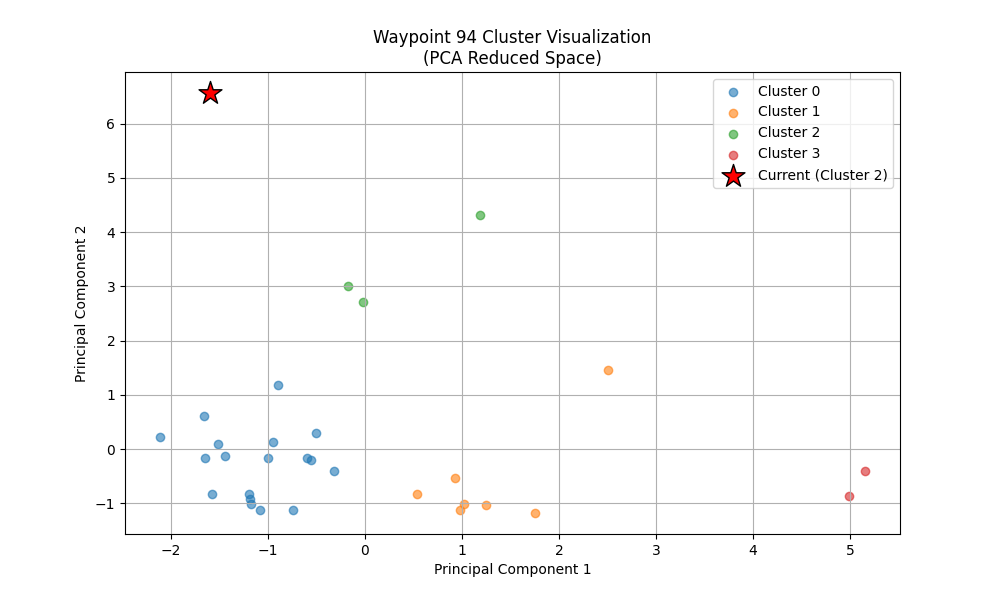 Waypoint 94 Cluster Visualization
(PCA Reduced Space)
Cluster 0
Cluster 1
Cluster 2
Cluster 3
Current (Cluster 2)
Principal Component 2
6
5
4
3
2
1
0
−1
−2
−1
0
1
2
3
4
5
Principal Component 1